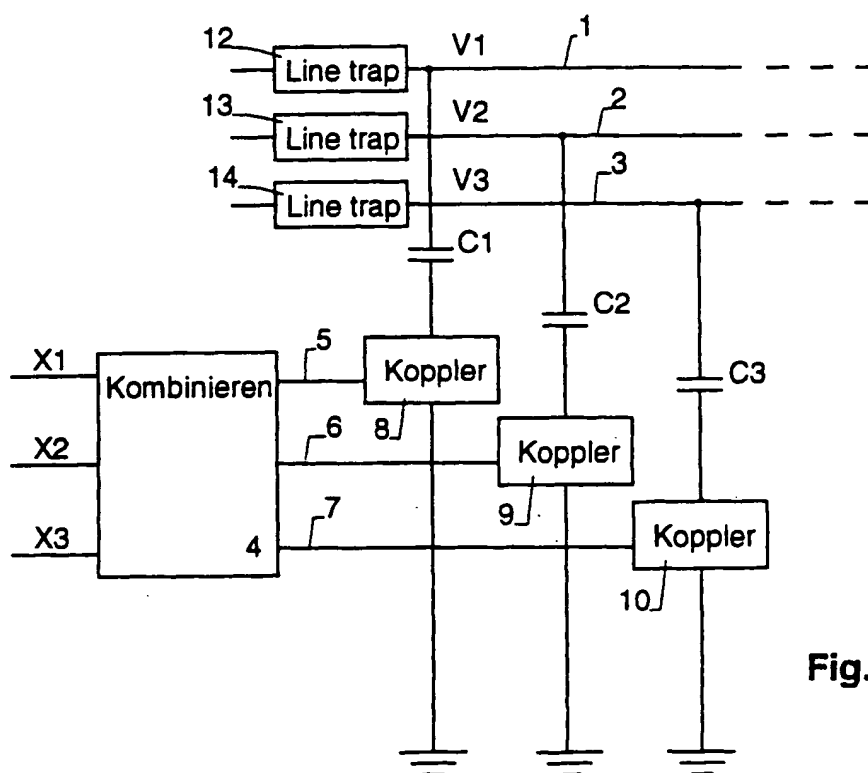 12 Line trap V1 1
13 Line trap V2 2
14 Line trap V3 3
C1
C2
C3
X1 Kombinieren 5 Koppler 8
X2 6 Koppler 9
X3 4 7 Koppler 10
Fig.